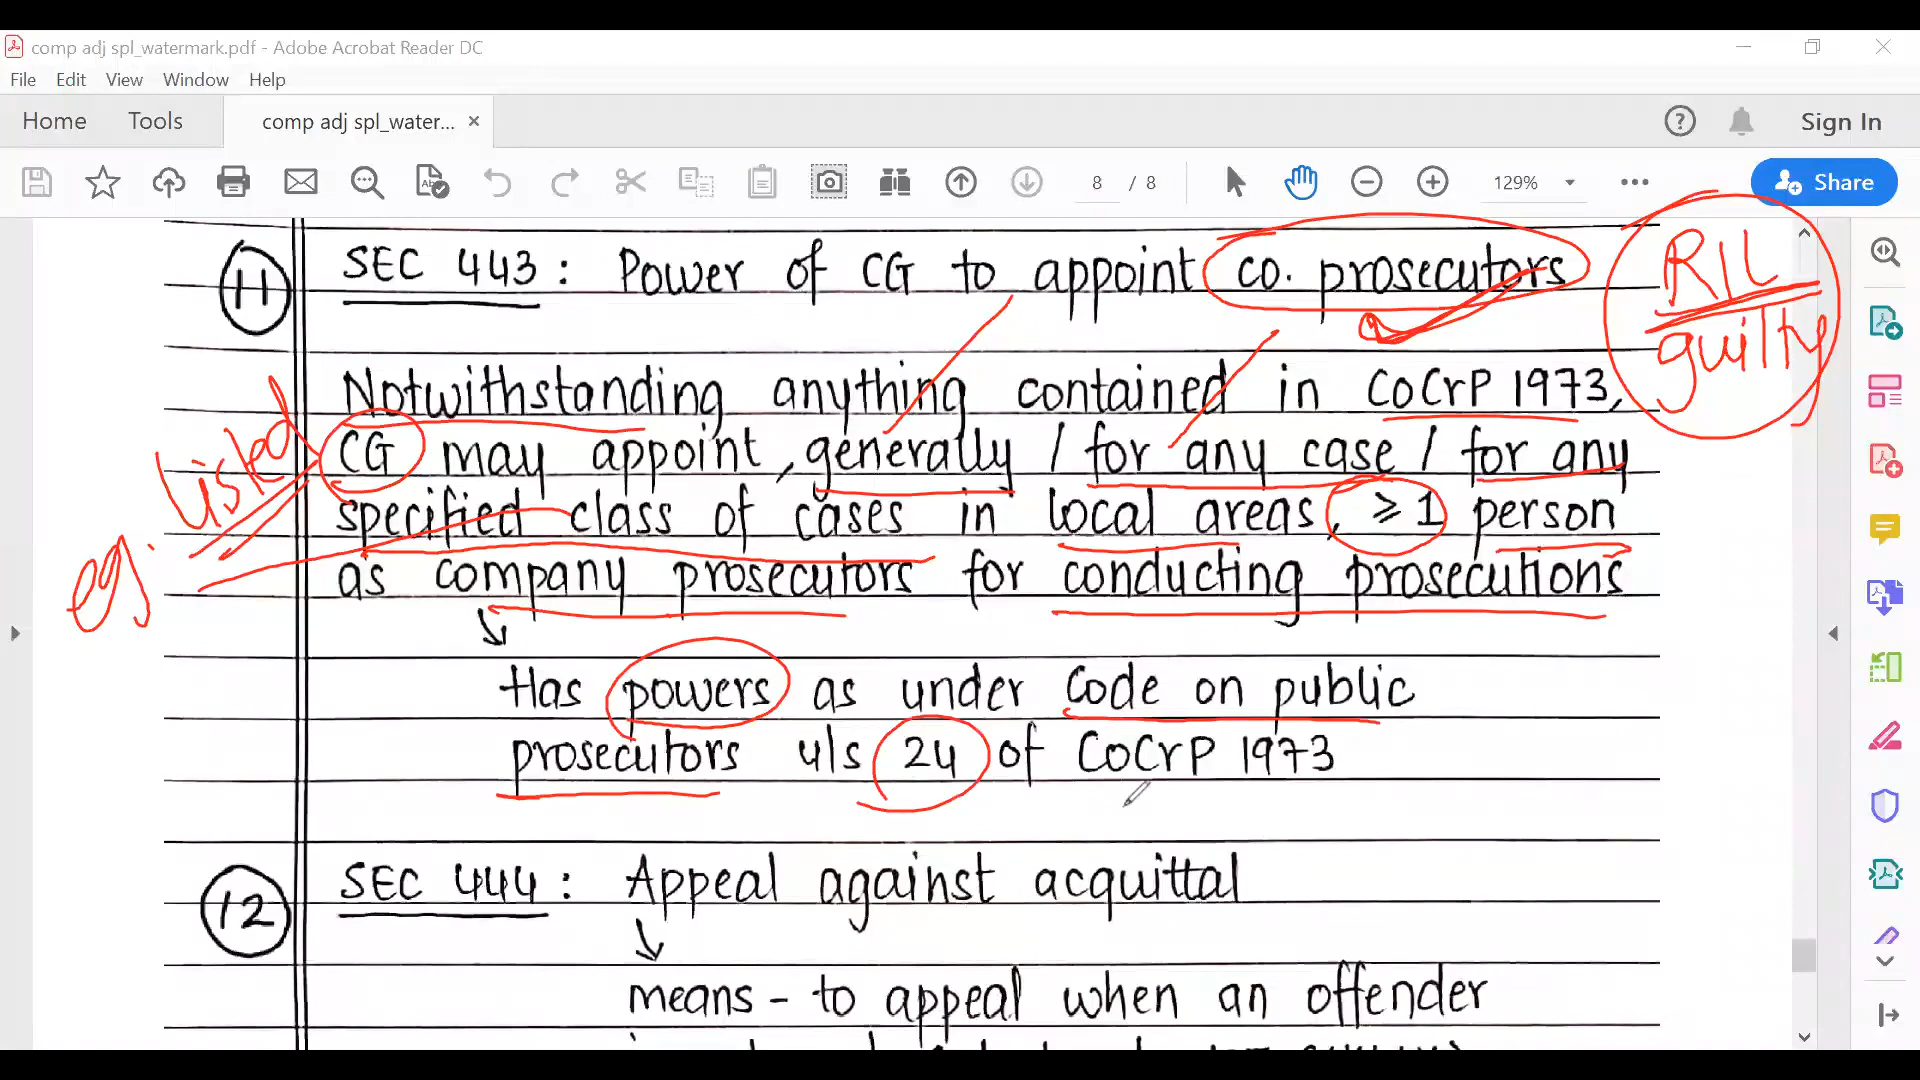 comp adj spl_watermark.pdf - Adobe Acrobat Reader DC
File Edit View Window Help
Home Tools comp adj spl_water... × Sign In
8 / 8 129% Share
11 SEC 443 : Power of CG to appoint co. prosecutors
RIL
guilty
Notwithstanding anything contained in CoCrP 1973,
CG may appoint, generally / for any case / for any
specified class of cases in local areas, ≥ 1 person
as company prosecutors for conducting prosecutions
eg. Listed
Has powers as under Code on public
prosecutors u/s 24 of CoCrP 1973
12 SEC 444 : Appeal against acquittal
means - to appeal when an offender